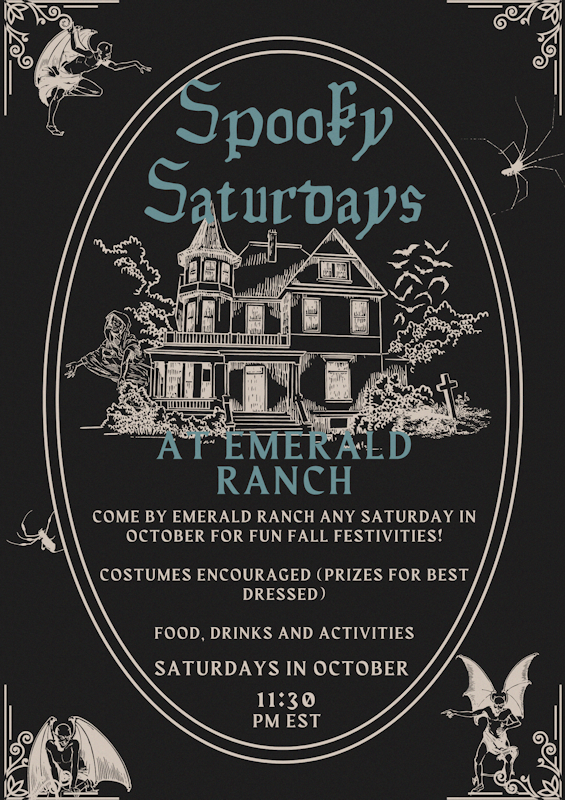 Spooky
Saturdays
AT EMERALD
RANCH
COME BY EMERALD RANCH ANY SATURDAY IN
OCTOBER FOR FUN FALL FESTIVITIES!
COSTUMES ENCOURAGED (PRIZES FOR BEST
DRESSED)
FOOD, DRINKS AND ACTIVITIES
SATURDAYS IN OCTOBER
11:30
PM EST